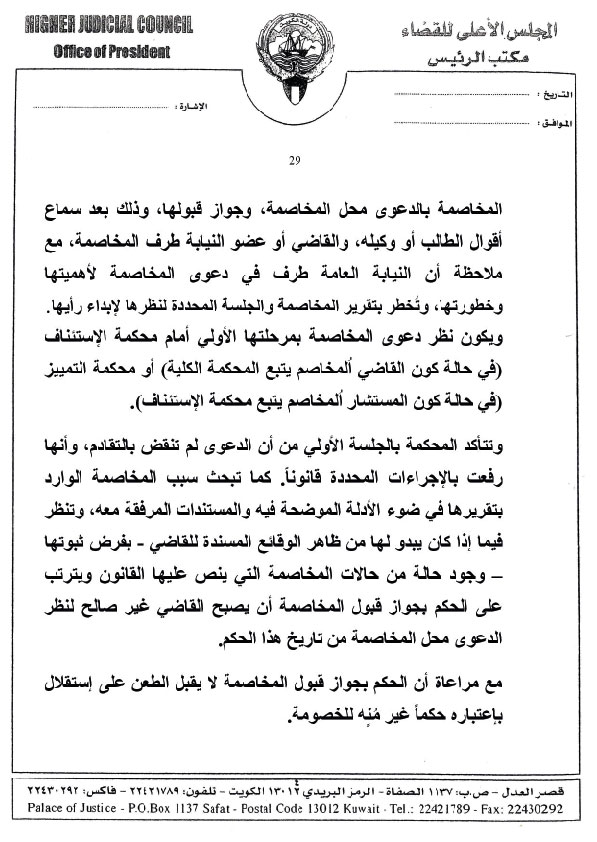 HIGHER JUDICIAL COUNCIL
Office of President
المجلس الأعلى للقضاء
مكتب الرئيس
التاريخ :
الموافق :
الإشارة :
29
المخاصمة بالدعوى محل المخاصمة، وجواز قبولها، وذلك بعد سماع
أقوال الطالب أو وكيله، والقاضي أو عضو النيابة طرف المخاصمة، مع
ملاحظة أن النيابة العامة طرف في دعوى المخاصمة لأهميتها
وخطورتها، وتُخطر بتقرير المخاصمة والجلسة المحددة لنظرها لإبداء رأيها.
ويكون نظر دعوى المخاصمة بمرحلتها الأولي أمام محكمة الإستئناف
(في حالة كون القاضي اُلمخاصم يتبع المحكمة الكلية) أو محكمة التمييز
(في حالة كون المستشار اُلمخاصم يتبع محكمة الإستئناف).
وتتأكد المحكمة بالجلسة الأولي من أن الدعوى لم تنقض بالتقادم، وأنها
رفعت بالإجراءات المحددة قانوناً. كما تبحث سبب المخاصمة الوارد
بتقريرها في ضوء الأدلة الموضحة فيه والمستندات المرفقة معه، وتنظر
فيما إذا كان يبدو لها من ظاهر الوقائع المسندة للقاضي - بفرض ثبوتها
– وجود حالة من حالات المخاصمة التي ينص عليها القانون ويترتب
على الحكم بجواز قبول المخاصمة أن يصبح القاضي غير صالح لنظر
الدعوى محل المخاصمة من تاريخ هذا الحكم.
مع مراعاة أن الحكم بجواز قبول المخاصمة لا يقبل الطعن على إستقلال
بإعتباره حكماً غير مُنِه للخصومة.
قصر العدل - ص.ب: ١١٣٧ الصفاة - الرمز البريدي ١٣٠١٢ الكويت - تلفون: ٢٢٤٢١٧٨٩ - فاكس: ٢٢٤٣٠٢٩٢
Palace of Justice - P.O.Box 1137 Safat - Postal Code 13012 Kuwait - Tel.: 22421789 - Fax: 22430292